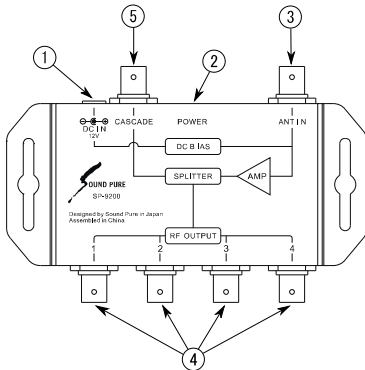 5
3
1
2
DC IN
12V
CASCADE
POWER
ANT IN
DC BIAS
SPLITTER
AMP
SOUND PURE
SP-9200
Designed by Sound Pure in Japan
Assembled in China
RF OUTPUT
1 2 3 4
4